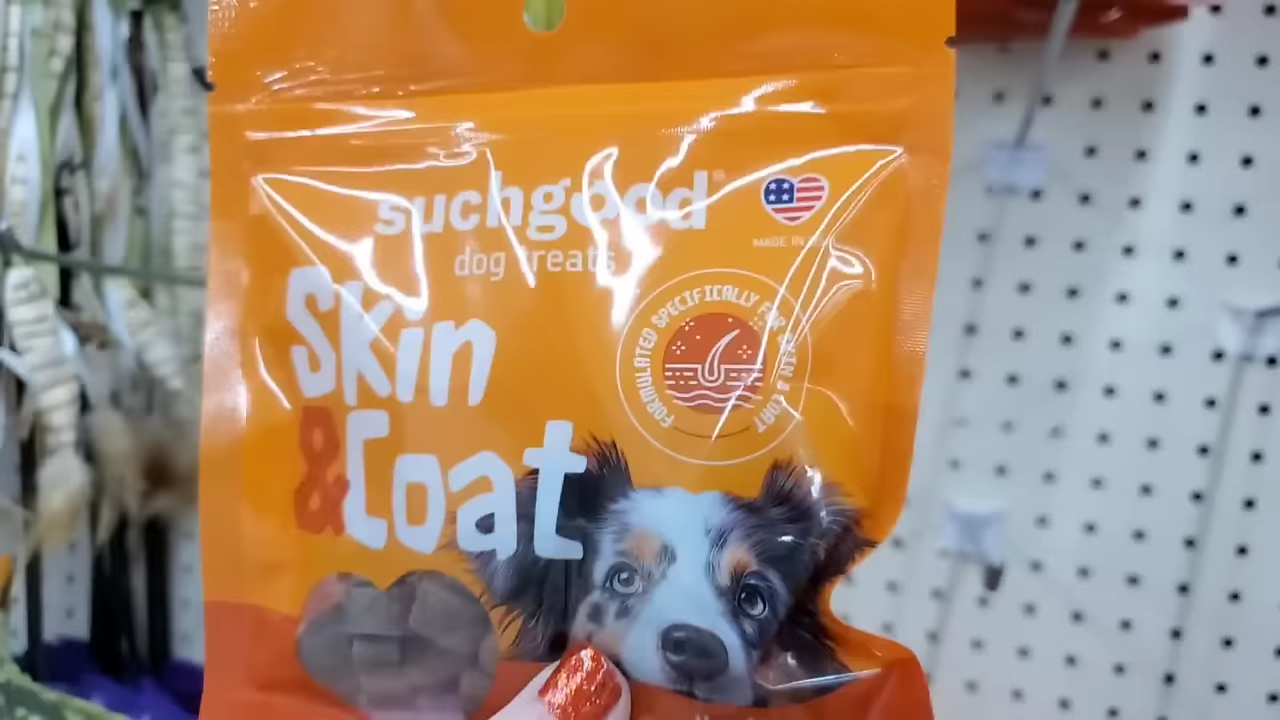 suchgood
dog treats
MADE IN
FORMULATED SPECIFICALLY FOR SKIN & COAT
Skin
& Coat